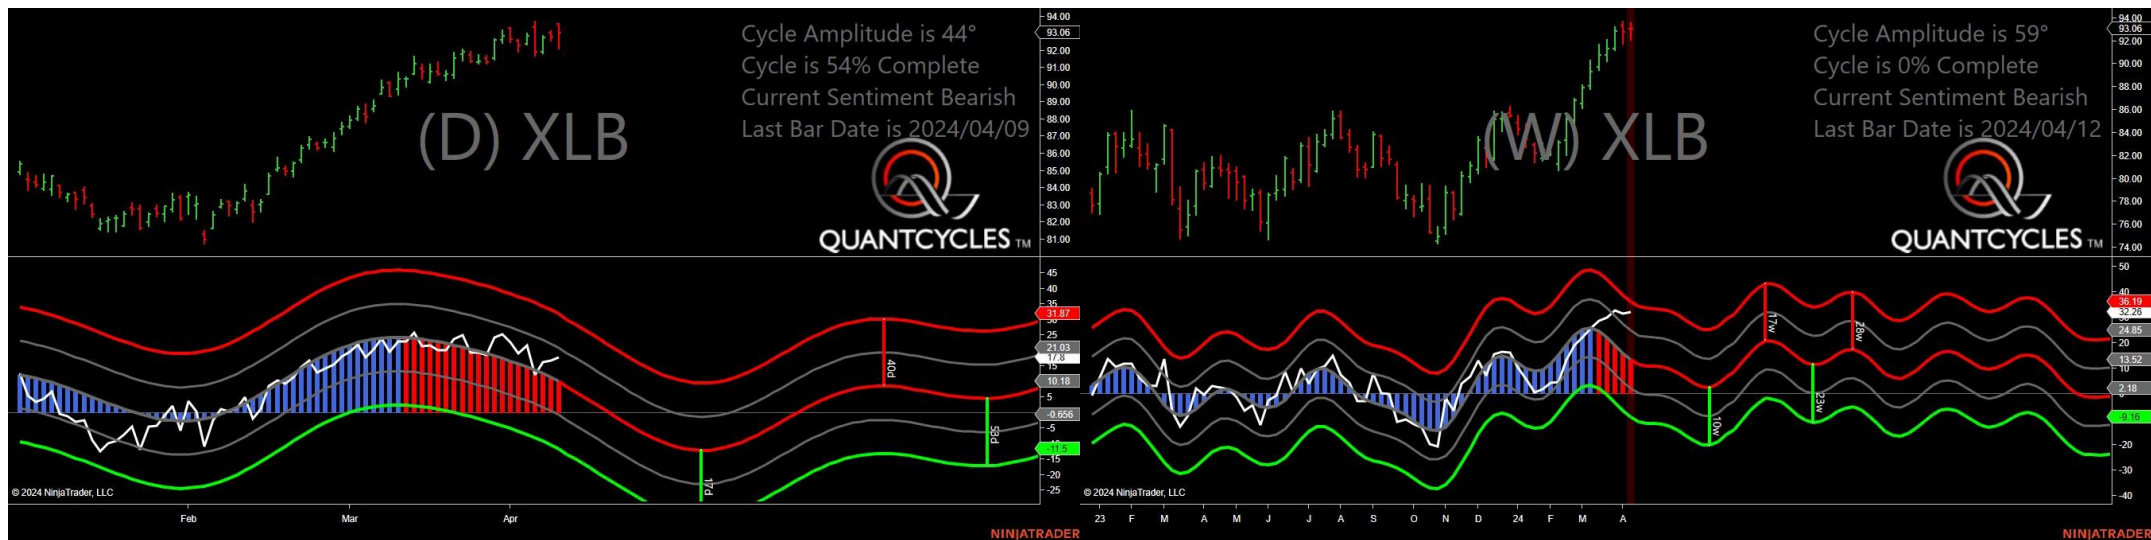 Cycle Amplitude is 44°
Cycle is 54% Complete
Current Sentiment Bearish
Last Bar Date is 2024/04/09
(D) XLB
QUANTCYCLES TM
94.00
93.06
92.00
91.00
90.00
89.00
88.00
87.00
86.00
85.00
84.00
83.00
82.00
81.00
45
40
35
31.87
25
21.03
17.8
10.18
5
-0.656
-5
-11.5
-15
-20
-25
40d
53d
17d
© 2024 NinjaTrader, LLC
Feb Mar Apr
NINJATRADER
Cycle Amplitude is 59°
Cycle is 0% Complete
Current Sentiment Bearish
Last Bar Date is 2024/04/12
(W) XLB
QUANTCYCLES TM
94.00
93.06
92.00
90.00
88.00
86.00
84.00
82.00
80.00
78.00
76.00
74.00
50
40
36.19
32.26
24.85
13.52
10
2.18
-9.16
-20
-30
-40
17w
28w
10w
23w
© 2024 NinjaTrader, LLC
23 F M A M J J A S O N D 24 F M A
NINJATRADER